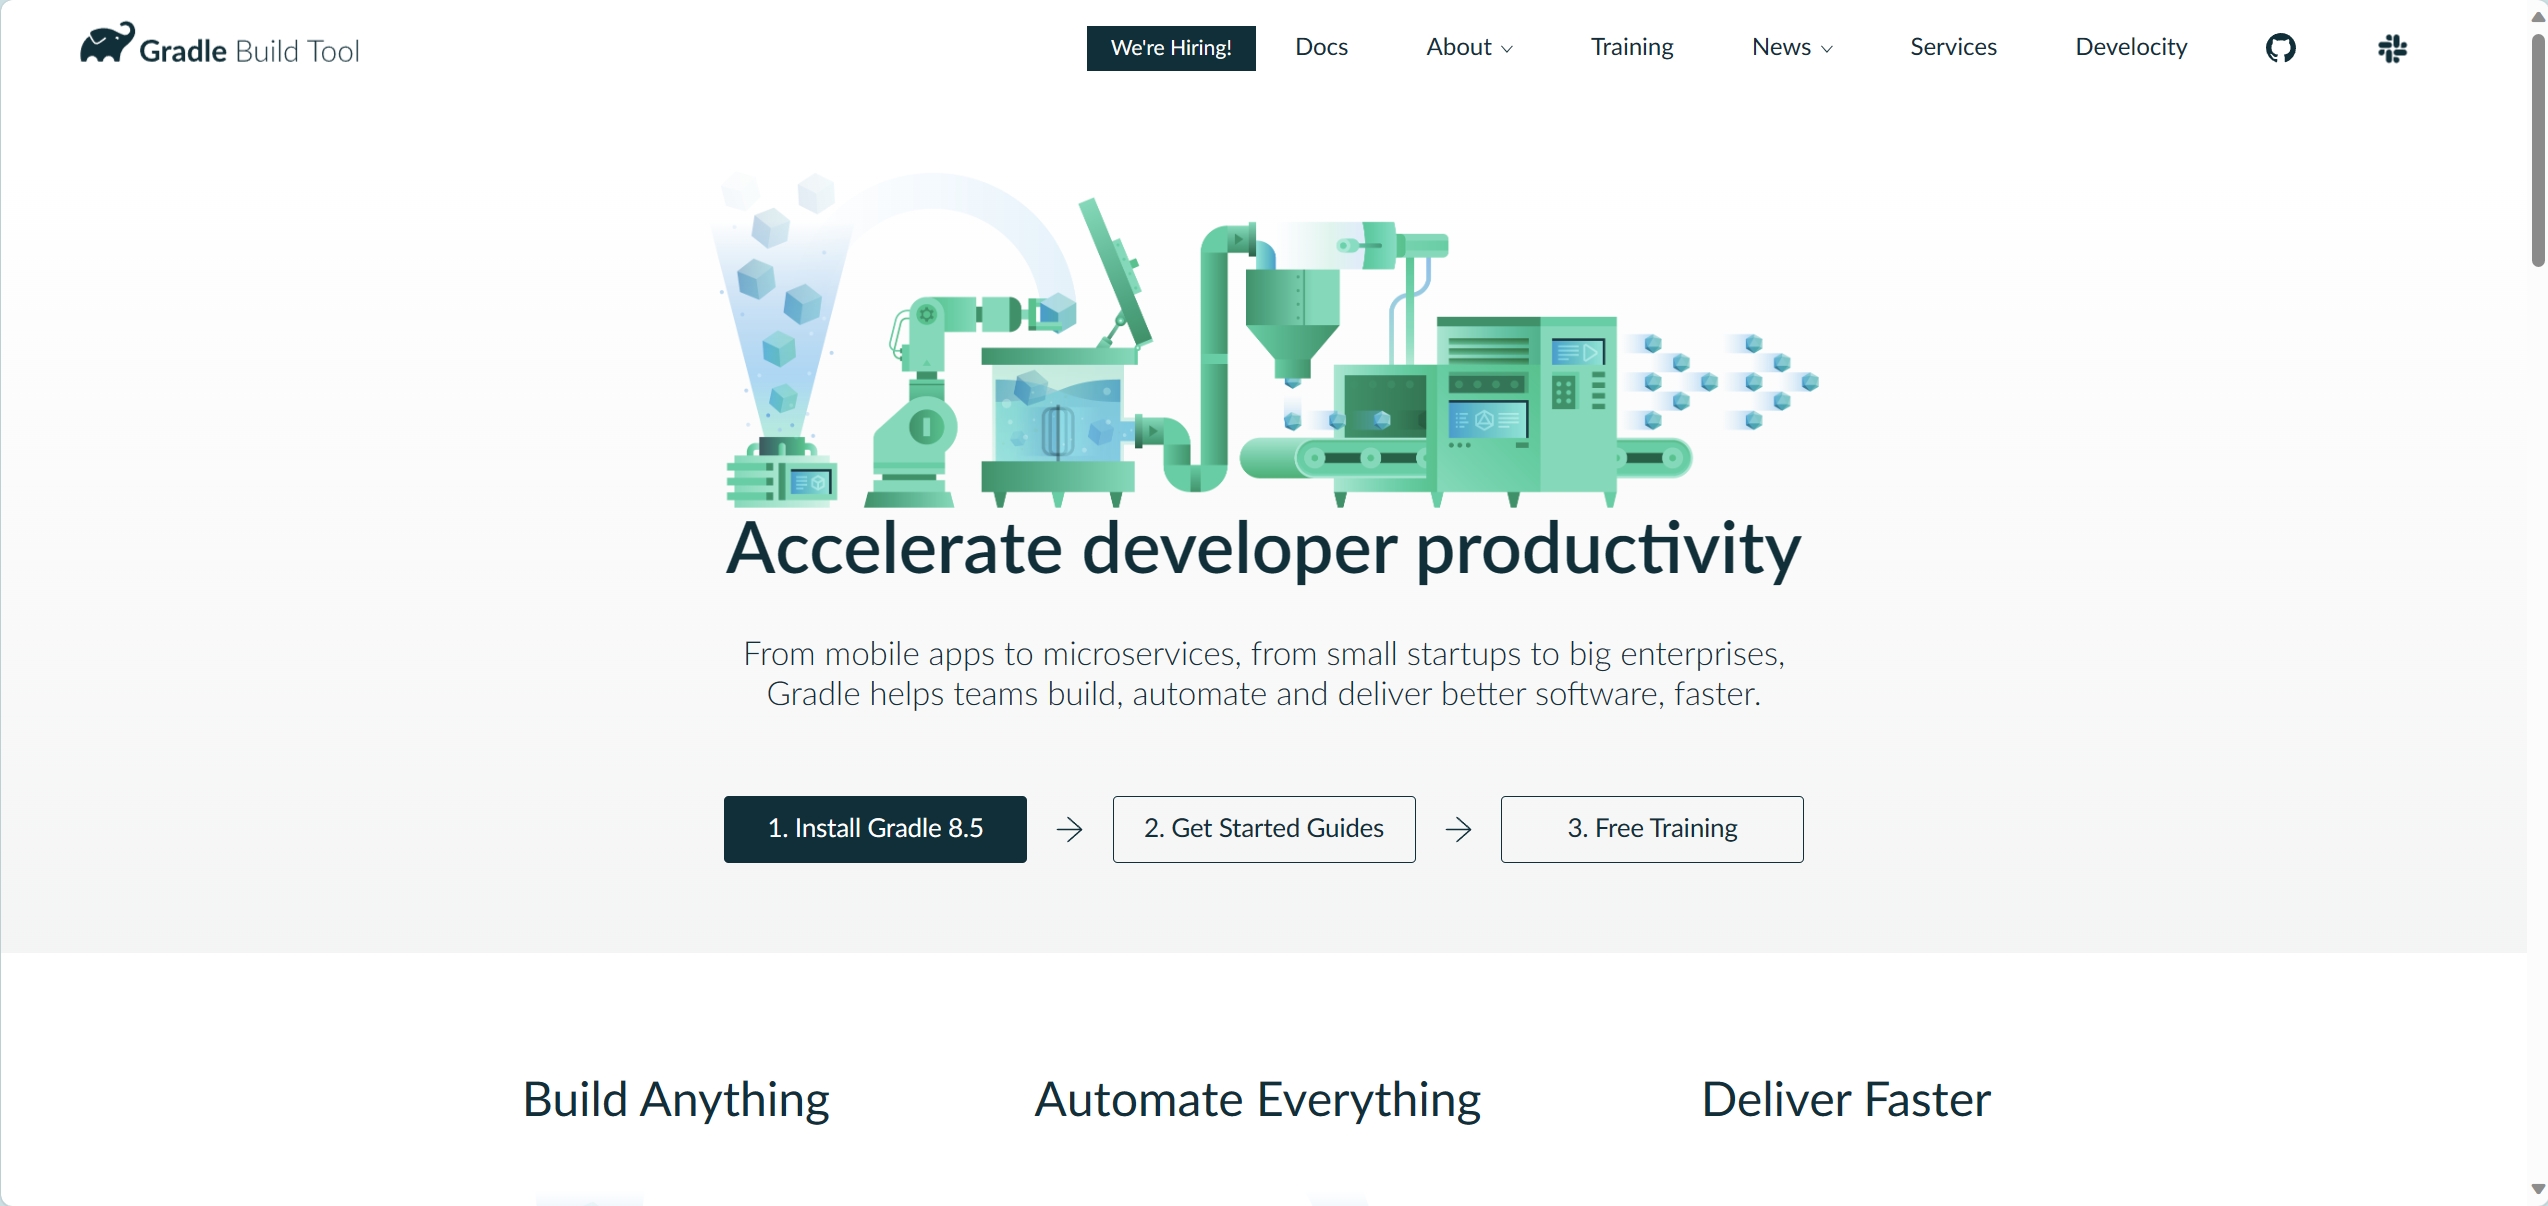 Gradle Build Tool
We're Hiring!
Docs
About
Training
News
Services
Develocity
Accelerate developer productivity
From mobile apps to microservices, from small startups to big enterprises,
Gradle helps teams build, automate and deliver better software, faster.
1. Install Gradle 8.5
2. Get Started Guides
3. Free Training
Build Anything
Automate Everything
Deliver Faster